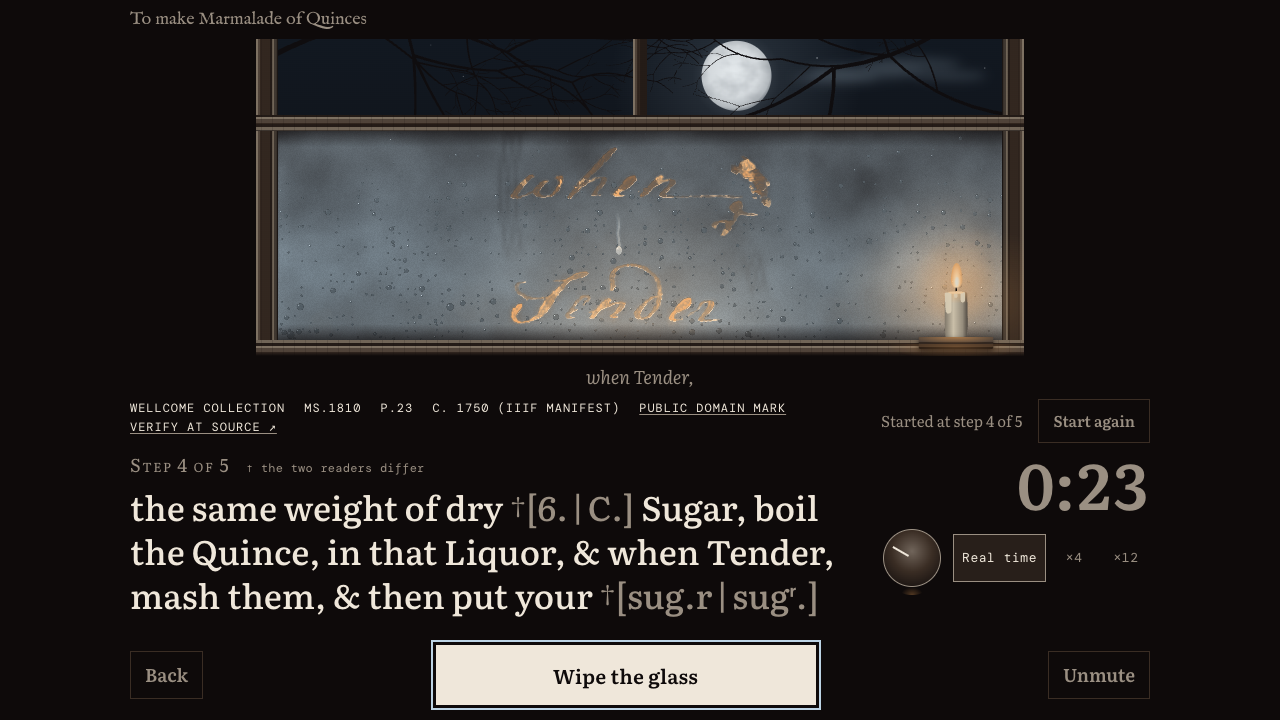 To make Marmalade of Quinces
when
Tender
when Tender,
WELLCOME COLLECTION MS.1810 P.23 C. 1750 (IIIF MANIFEST) PUBLIC DOMAIN MARK
VERIFY AT SOURCE ↗
Started at step 4 of 5
Start again
Step 4 of 5 ↑ the two readers differ
0:23
the same weight of dry †[6.|C.] Sugar, boil
the Quince, in that Liquor, & when Tender,
mash them, & then put your †[sug.r|sugʳ.]
Real time ×4 ×12
Back
Wipe the glass
Unmute